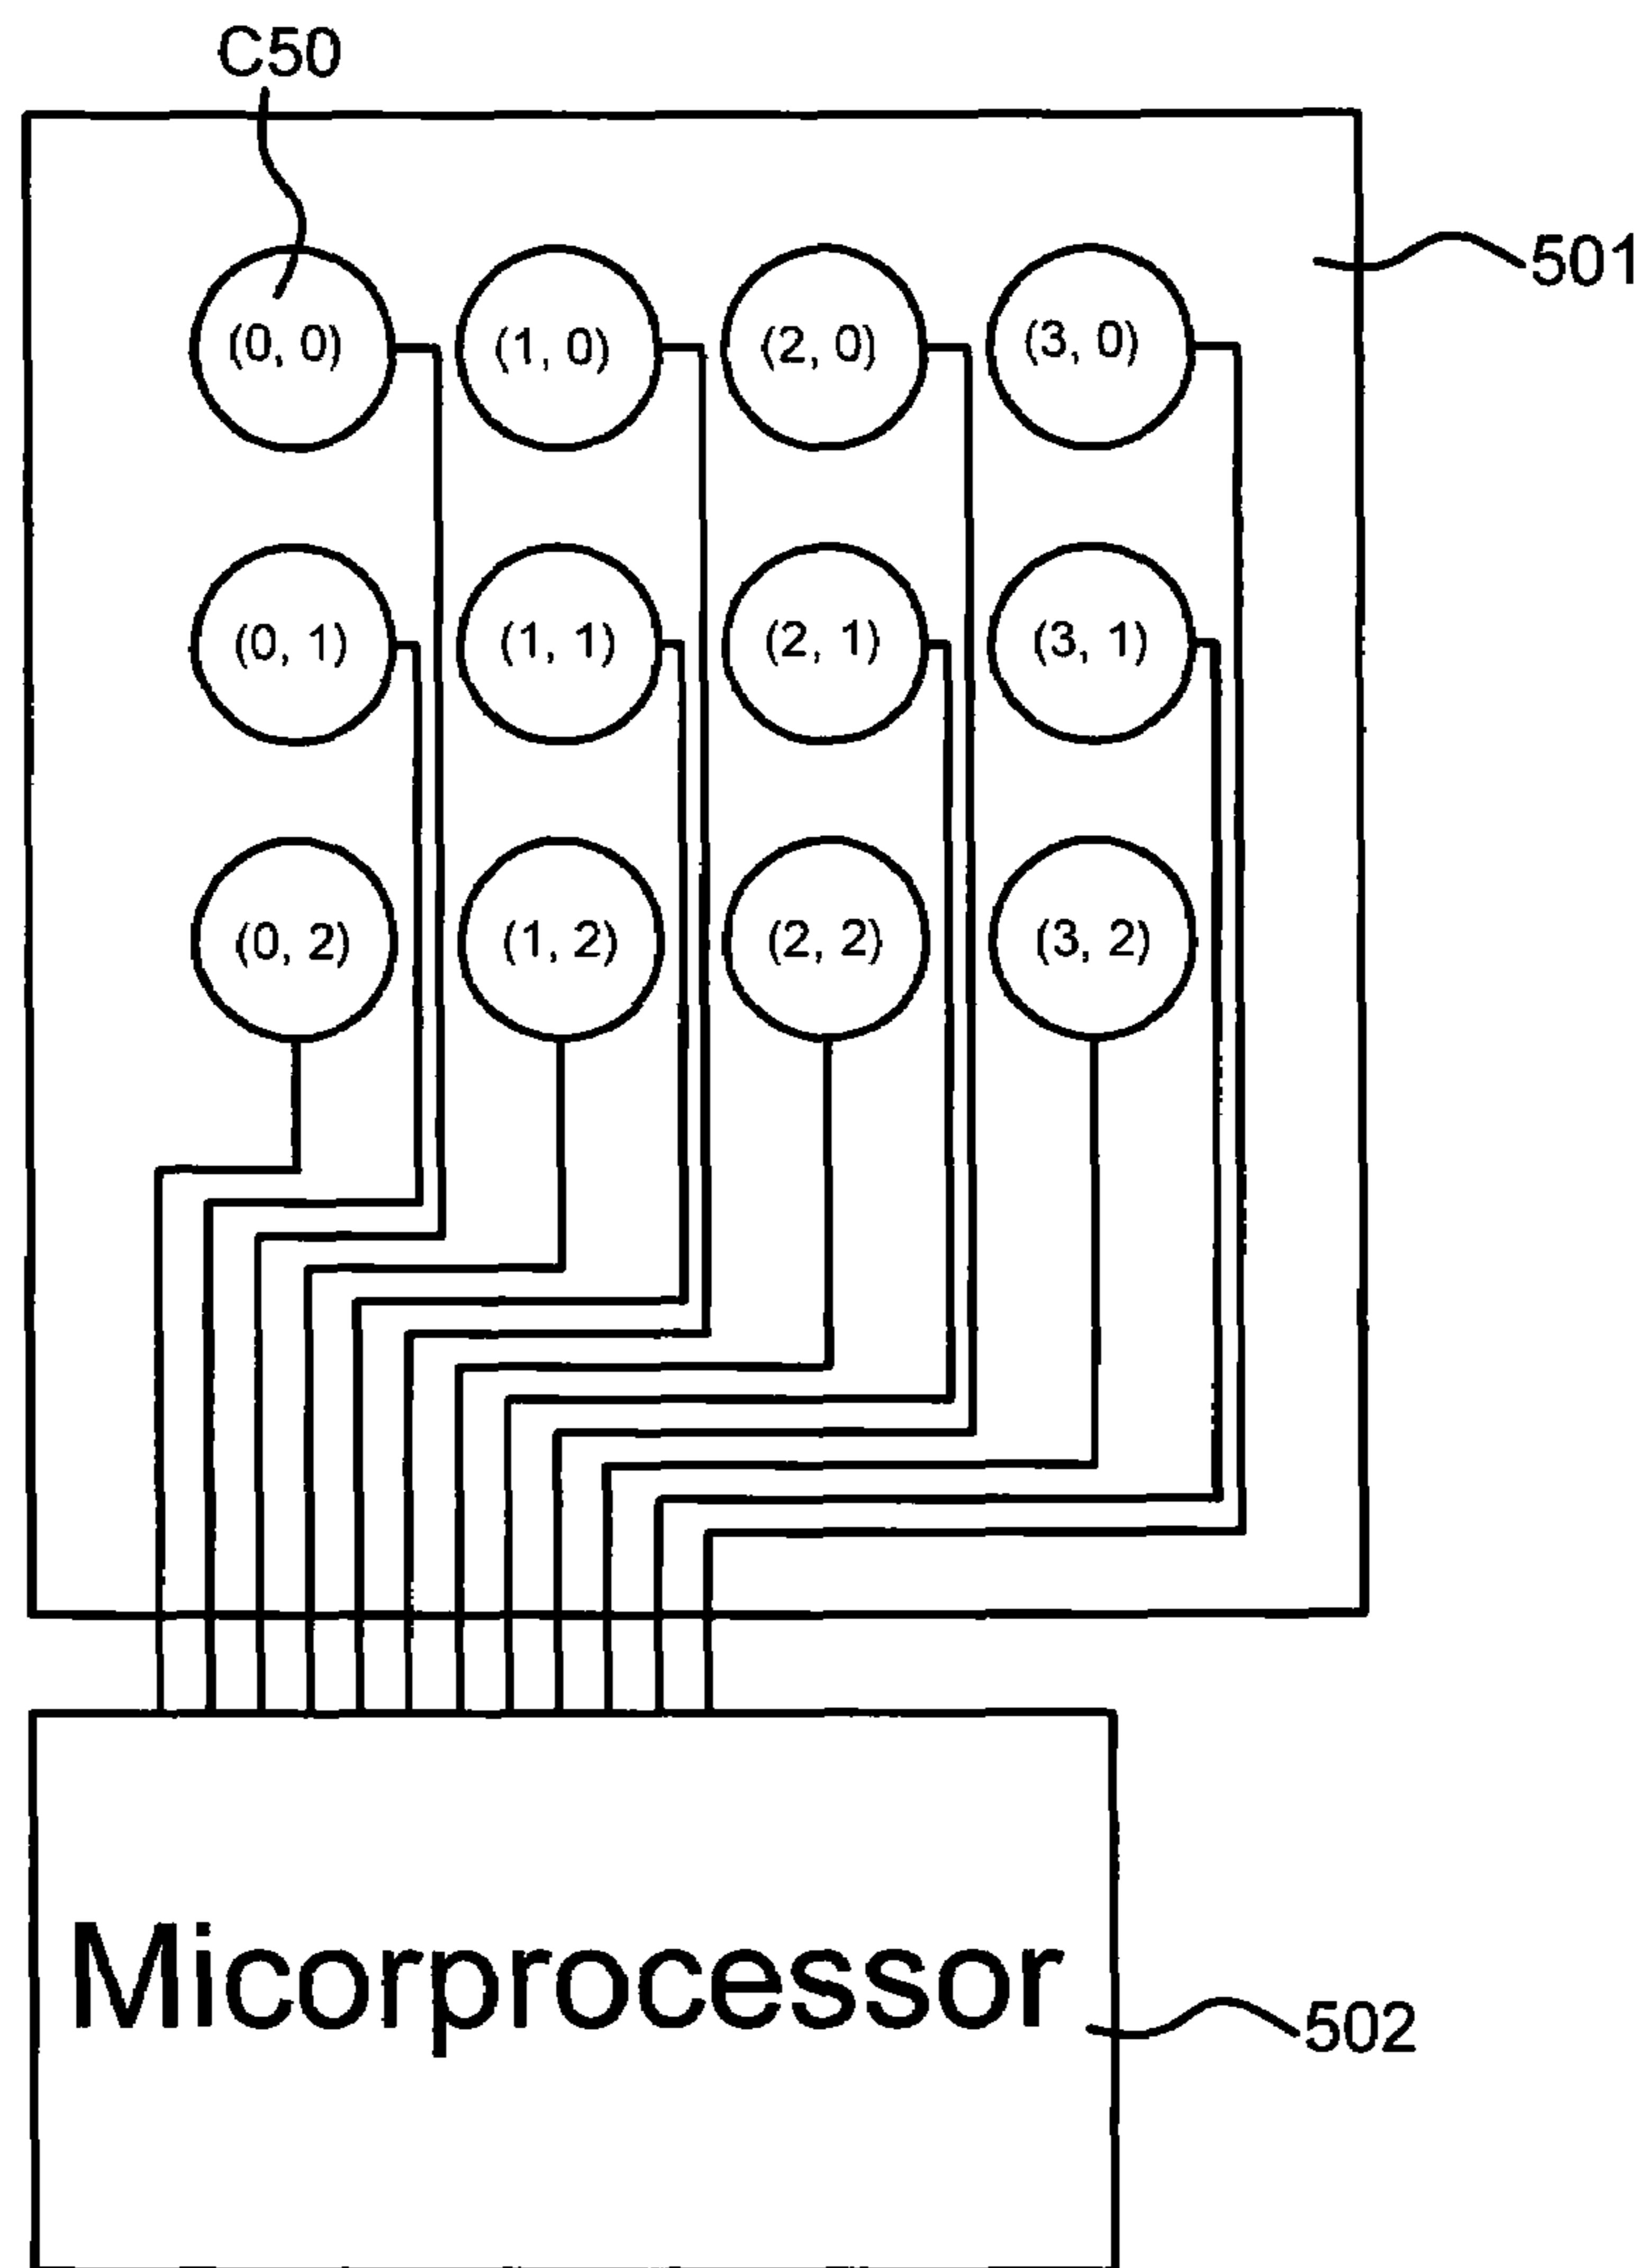 C50
501
(0, 0) (1, 0) (2, 0) (3, 0)
(0, 1) (1, 1) (2, 1) (3, 1)
(0, 2) (1, 2) (2, 2) (3, 2)
Micorprocessor
502